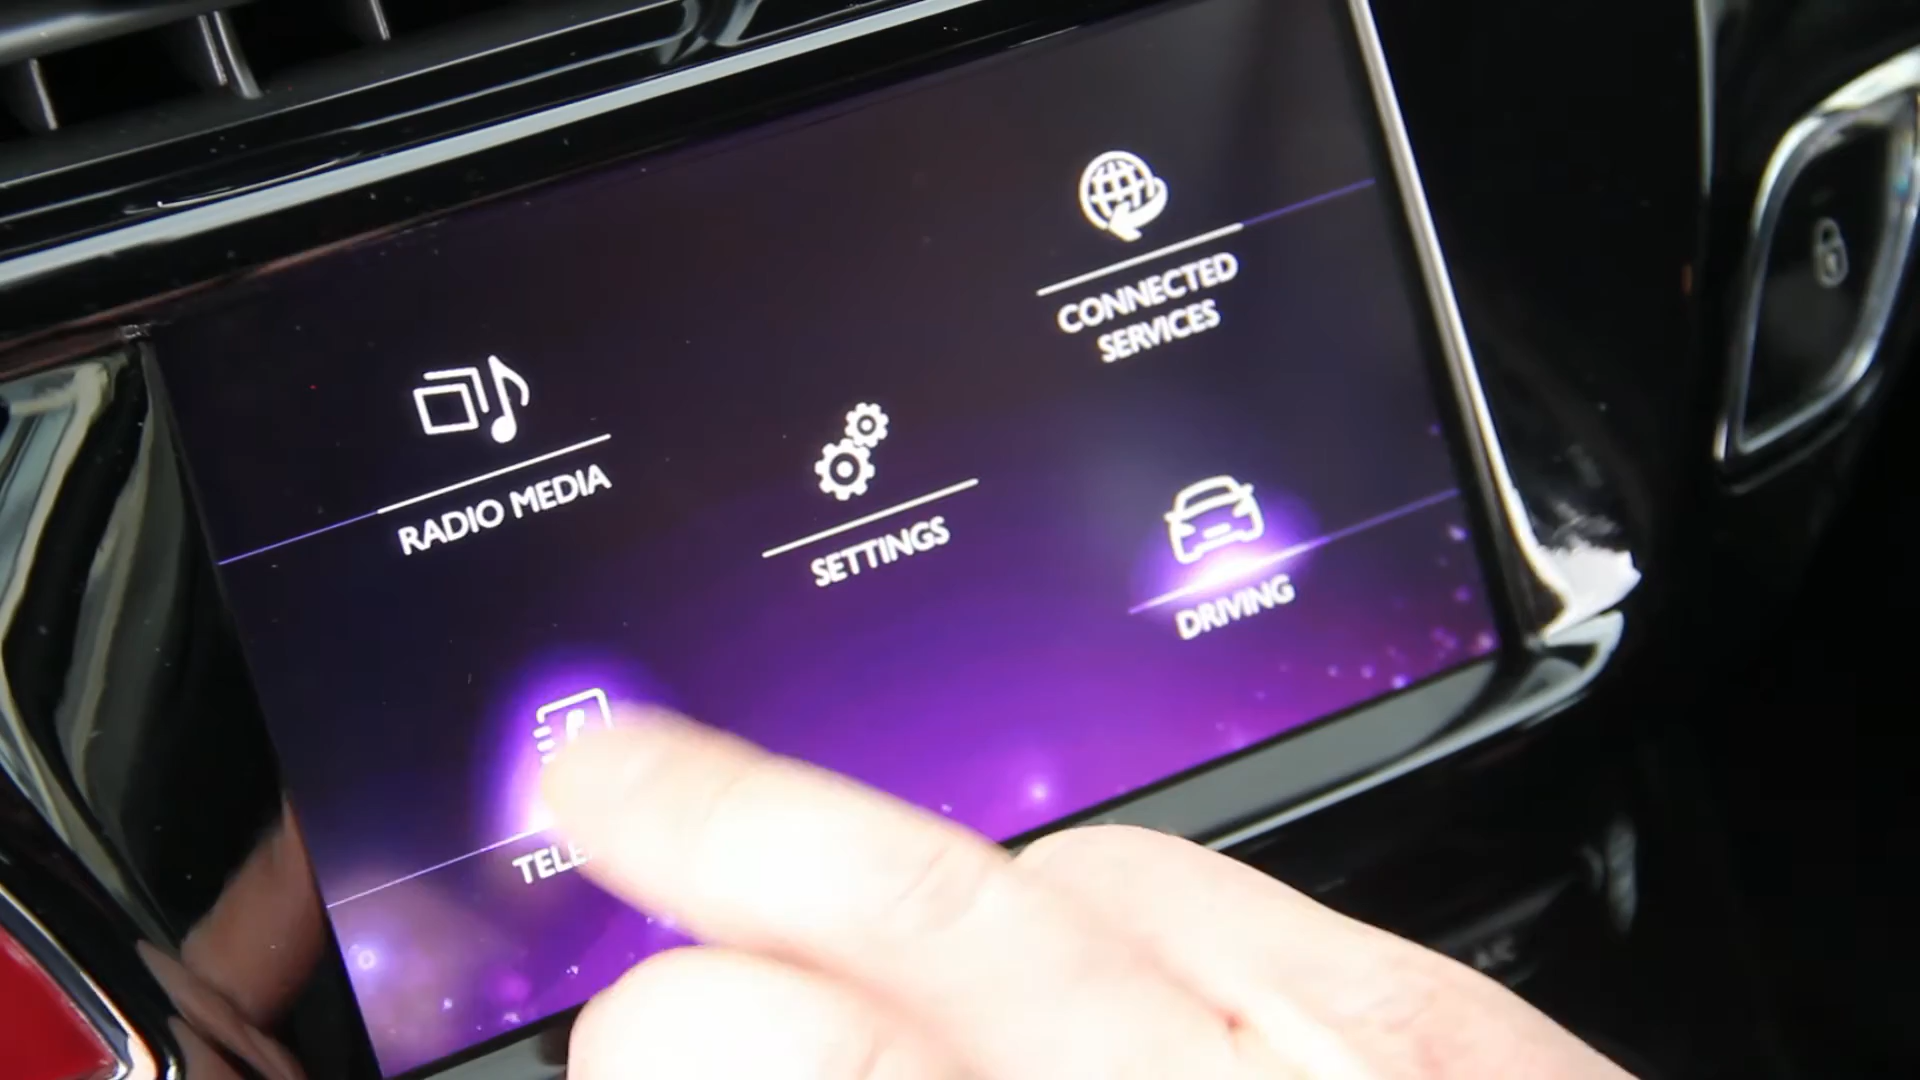 CONNECTED
SERVICES
RADIO MEDIA
SETTINGS
DRIVING
TELE